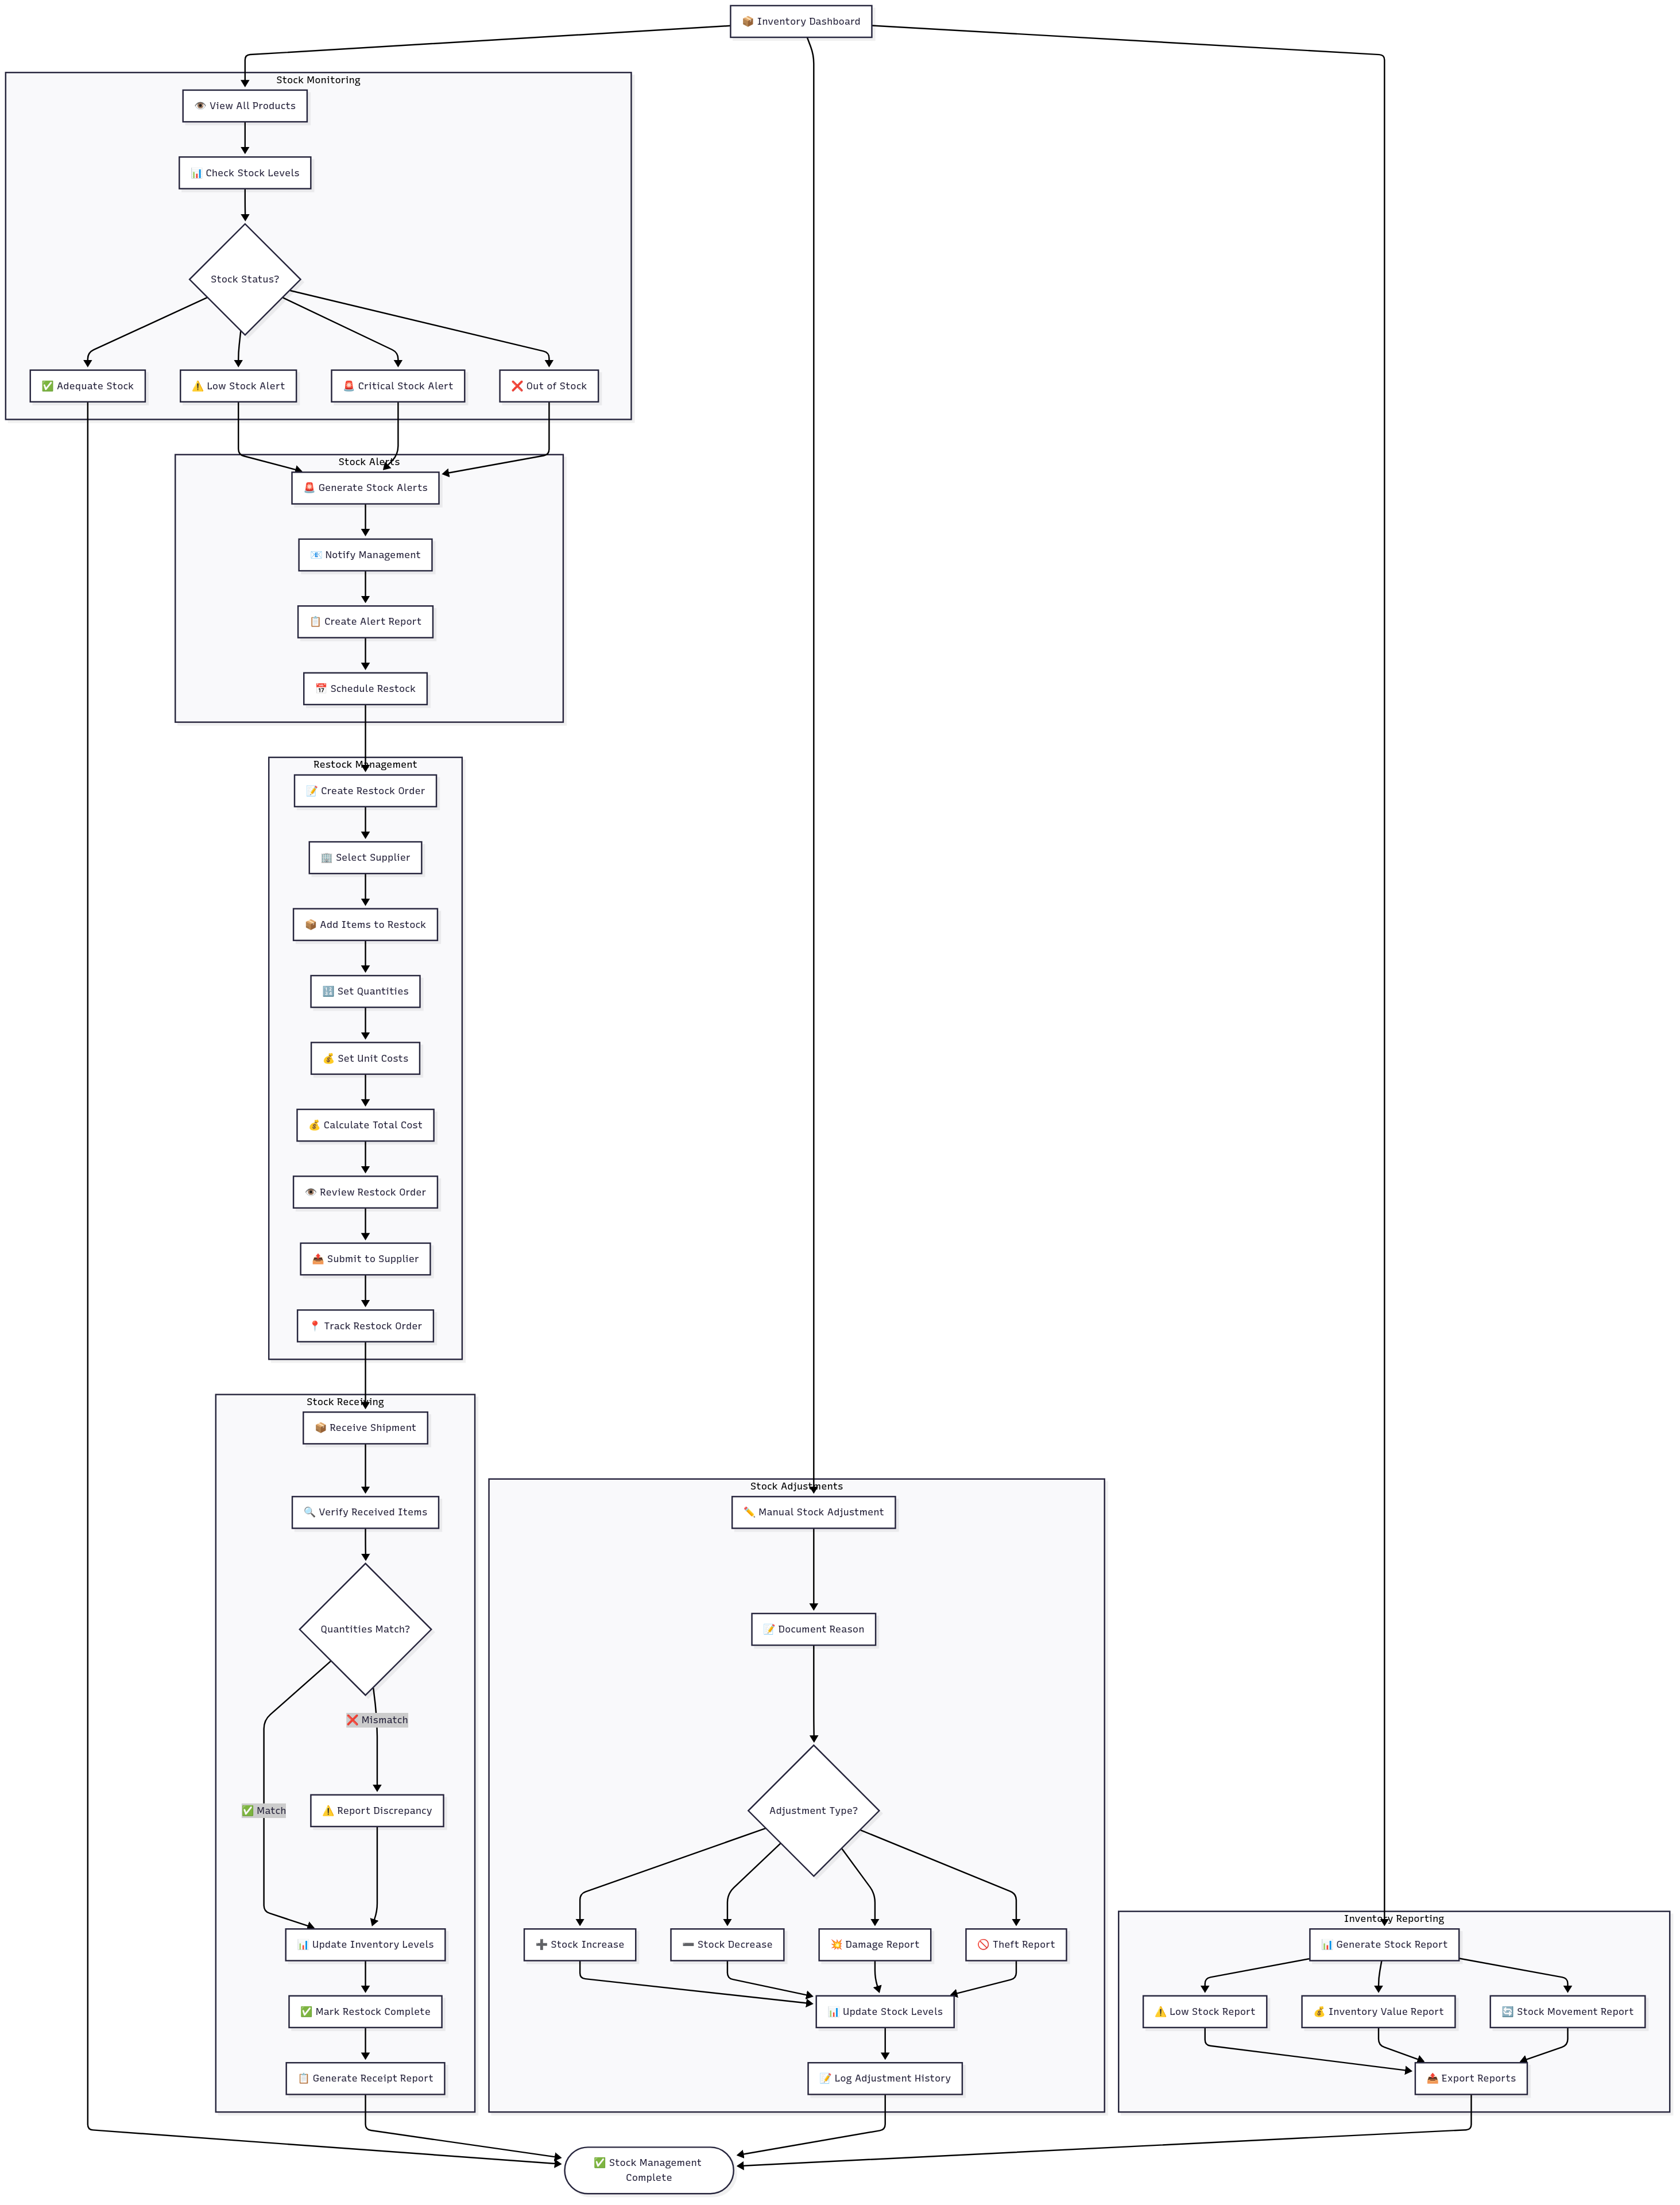 📦 Inventory Dashboard
Stock Monitoring
👁️ View All Products
📊 Check Stock Levels
Stock Status?
✅ Adequate Stock
⚠️ Low Stock Alert
🚨 Critical Stock Alert
❌ Out of Stock
Stock Alerts
🚨 Generate Stock Alerts
📧 Notify Management
📋 Create Alert Report
📅 Schedule Restock
Restock Management
📝 Create Restock Order
🏢 Select Supplier
📦 Add Items to Restock
🔢 Set Quantities
💰 Set Unit Costs
💰 Calculate Total Cost
👁️ Review Restock Order
📤 Submit to Supplier
📍 Track Restock Order
Stock Receiving
📦 Receive Shipment
🔍 Verify Received Items
Quantities Match?
❌ Mismatch
✅ Match
⚠️ Report Discrepancy
📊 Update Inventory Levels
✅ Mark Restock Complete
📋 Generate Receipt Report
Stock Adjustments
✏️ Manual Stock Adjustment
📝 Document Reason
Adjustment Type?
➕ Stock Increase
➖ Stock Decrease
💥 Damage Report
🚫 Theft Report
📊 Update Stock Levels
📝 Log Adjustment History
Inventory Reporting
📊 Generate Stock Report
⚠️ Low Stock Report
💰 Inventory Value Report
🔄 Stock Movement Report
📤 Export Reports
✅ Stock Management
Complete